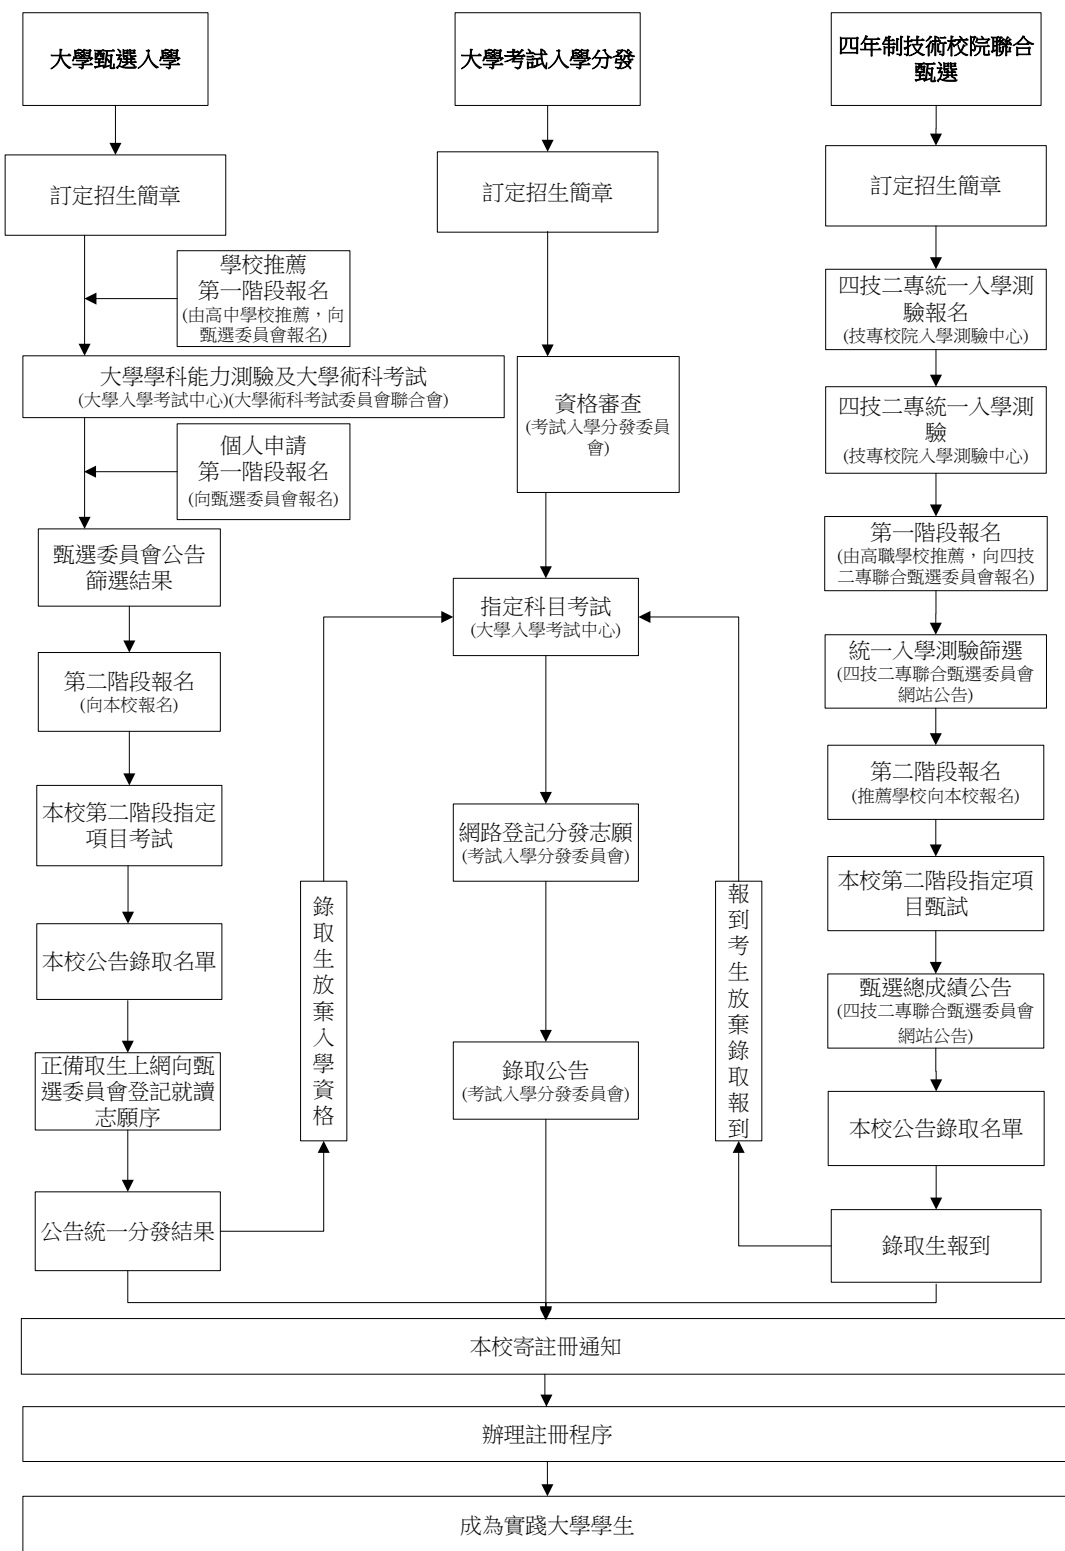 大學甄選入學
訂定招生簡章
學校推薦
第一階段報名
(由高中學校推薦，向
甄選委員會報名)
大學學科能力測驗及大學術科考試
(大學入學考試中心)(大學術科考試委員會聯合會)
個人申請
第一階段報名
(向甄選委員會報名)
甄選委員會公告
篩選結果
第二階段報名
(向本校報名)
本校第二階段指定
項目考試
本校公告錄取名單
正備取生上網向甄
選委員會登記就讀
志願序
公告統一分發結果
錄取生放棄入學資格
大學考試入學分發
訂定招生簡章
資格審查
(考試入學分發委員
會)
指定科目考試
(大學入學考試中心)
網路登記分發志願
(考試入學分發委員會)
錄取公告
(考試入學分發委員會)
四年制技術校院聯合
甄選
訂定招生簡章
四技二專統一入學測
驗報名
(技專校院入學測驗中心)
四技二專統一入學測
驗
(技專校院入學測驗中心)
第一階段報名
(由高職學校推薦，向四技
二專聯合甄選委員會報名)
統一入學測驗篩選
(四技二專聯合甄選委員會
網站公告)
第二階段報名
(推薦學校向本校報名)
本校第二階段指定項
目甄試
甄選總成績公告
(四技二專聯合甄選委員會
網站公告)
本校公告錄取名單
錄取生報到
報到考生放棄錄取報到
本校寄註冊通知
辦理註冊程序
成為實踐大學學生